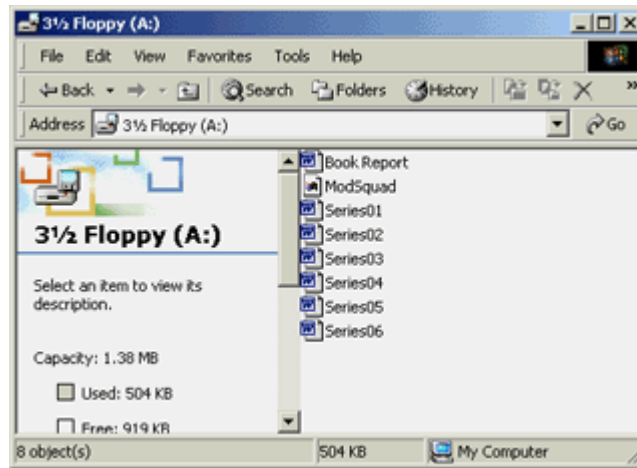 3½ Floppy (A:)
File Edit View Favorites Tools Help
Back Search Folders History »
Address 3½ Floppy (A:) Go
3½ Floppy (A:)
Select an item to view its
description.
Capacity: 1.38 MB
Used: 504 KB
Free: 919 KB
Book Report
ModSquad
Series01
Series02
Series03
Series04
Series05
Series06
8 object(s) 504 KB My Computer